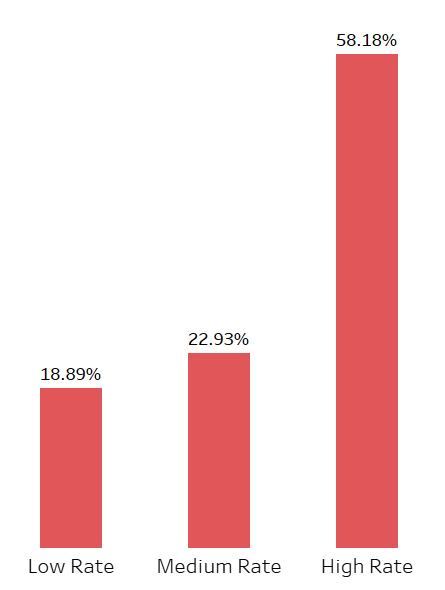 58.18%
22.93%
18.89%
Low Rate Medium Rate High Rate